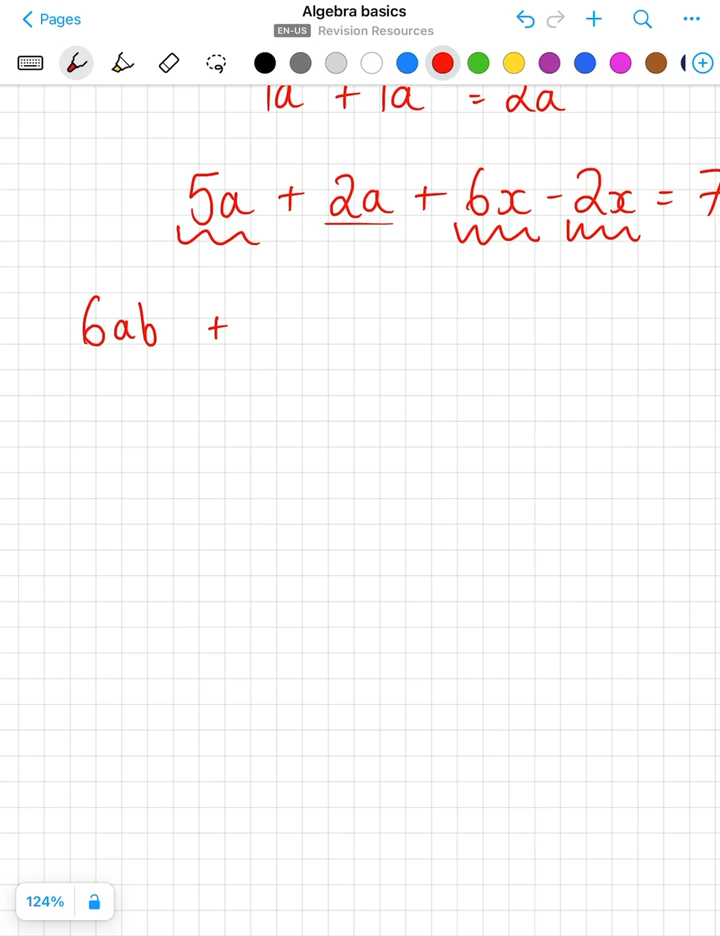 Pages
Algebra basics
EN-US Revision Resources
1a + 1a = 2a
5a + 2a + 6x - 2x = 7
6ab +
124%